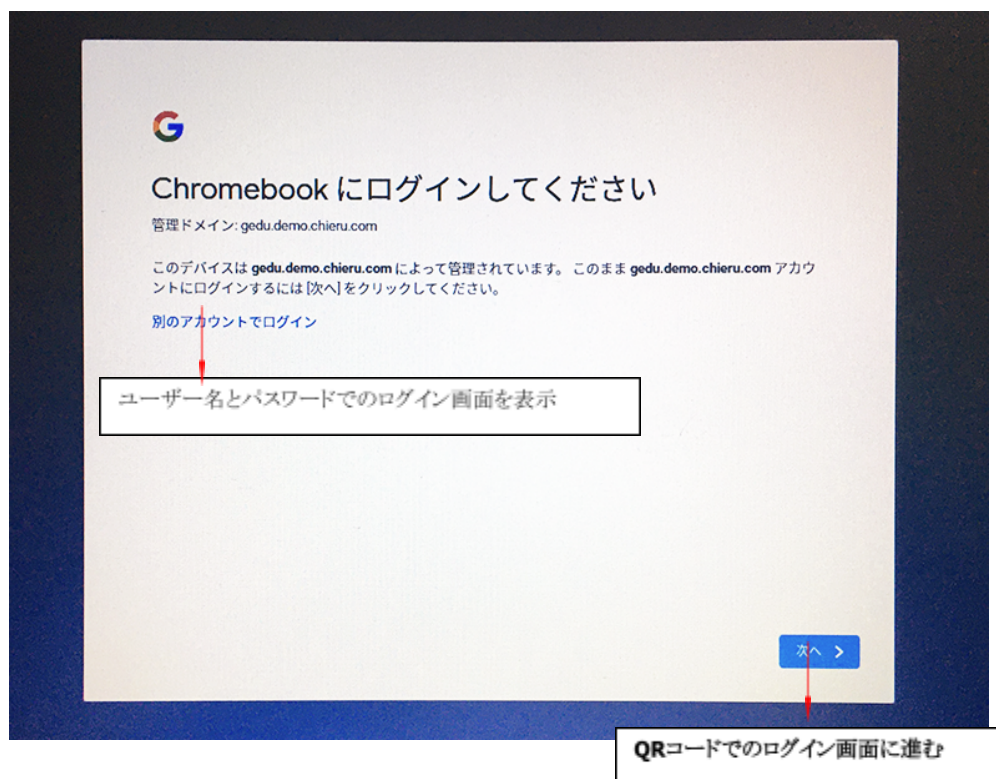 Chromebook にログインしてください
管理ドメイン: gedu.demo.chieru.com
このデバイスは gedu.demo.chieru.com によって管理されています。 このまま gedu.demo.chieru.com アカウ
ントにログインするには [次へ] をクリックしてください。
別のアカウントでログイン
ユーザー名とパスワードでのログイン画面を表示
次へ
QRコードでのログイン画面に進む